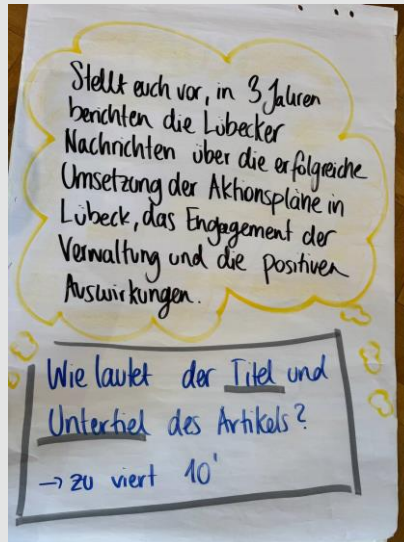 Stellt euch vor, in 3 Jahren
berichten die Lübecker
Nachrichten über die erfolgreiche
Umsetzung der Aktionspläne in
Lübeck, das Engagement der
Verwaltung und die positiven
Auswirkungen.
Wie lautet der Titel und
Untertiel des Artikels?
→ zu viert 10'